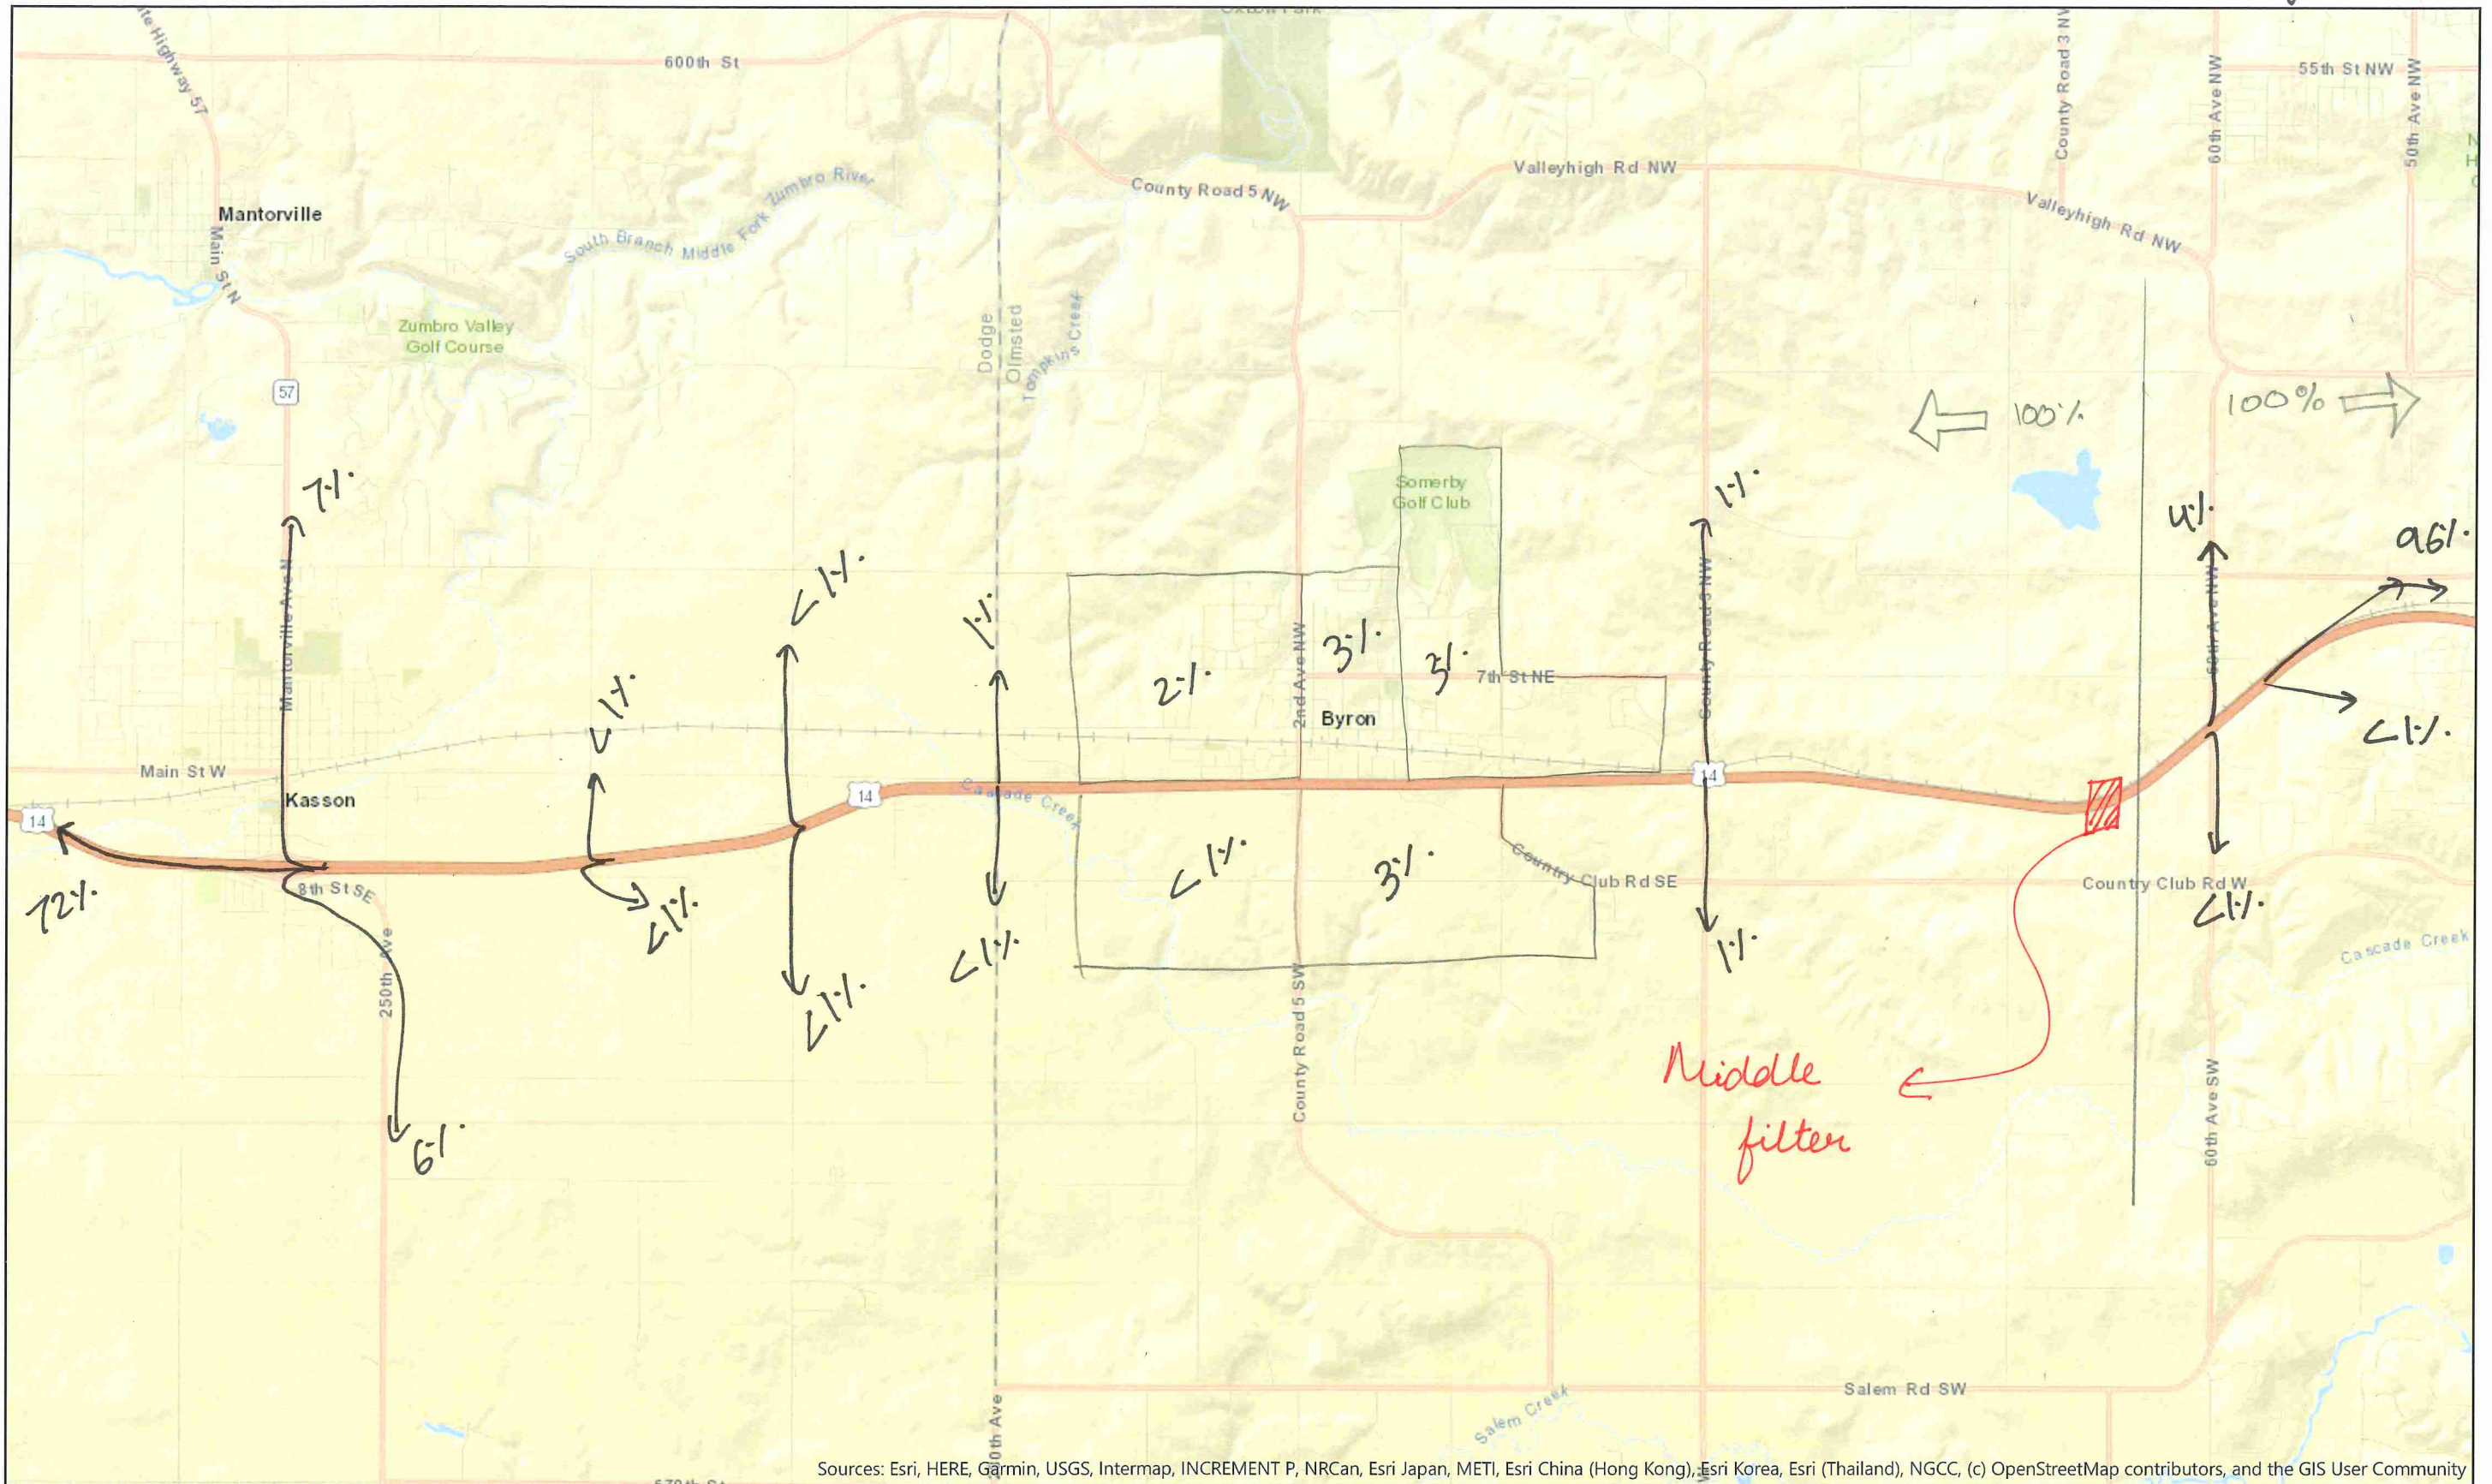 600th St
55th St NW
County Road 3 NW
60th Ave NW
50th Ave NW
Valleyhigh Rd NW
County Road 5 NW
Valleyhigh Rd NW
Mantorville
Main St N
South Branch Middle Fork Zumbro River
Zumbro Valley
Golf Course
Dodge
Olmsted
Tompkins Creek
57
100%
100%
7%
Somerby
Golf Club
1%
4%
96%
<1%
1%
Mantorville Ave N
<1%
2%
2nd Ave NW
3%
3%
7th St NE
County Road 3 NW
60th Ave NW
Byron
<1%
Main St W
Kasson
14
14
14
Cascade Creek
72%
8th St SE
<1%
<1%
3%
Country Club Rd SE
Country Club Rd W
<1%
250th Ave
<1%
<1%
1%
Cascade Creek
County Road 5 SW
60th Ave SW
6%
Middle
filter
Salem Rd SW
Salem Creek
Sources: Esri, HERE, Garmin, USGS, Intermap, INCREMENT P, NRCan, Esri Japan, METI, Esri China (Hong Kong), Esri Korea, Esri (Thailand), NGCC, (c) OpenStreetMap contributors, and the GIS User Community